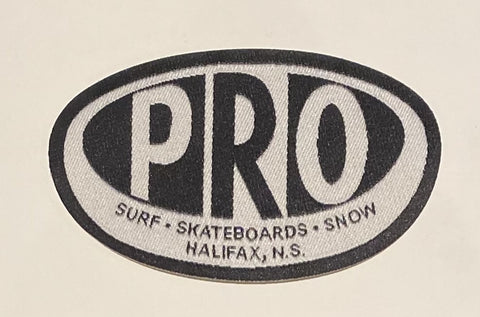 PRO
SURF • SKATEBOARDS • SNOW
HALIFAX, N.S.